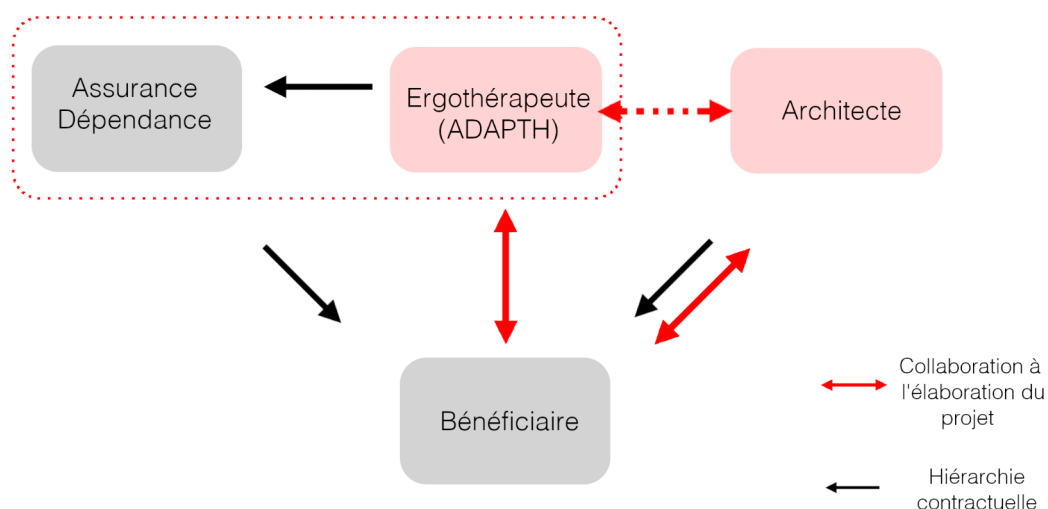 Assurance
Dépendance
Ergothérapeute
(ADAPTH)
Architecte
Bénéficiaire
Collaboration à
l'élaboration du
projet
Hiérarchie
contractuelle